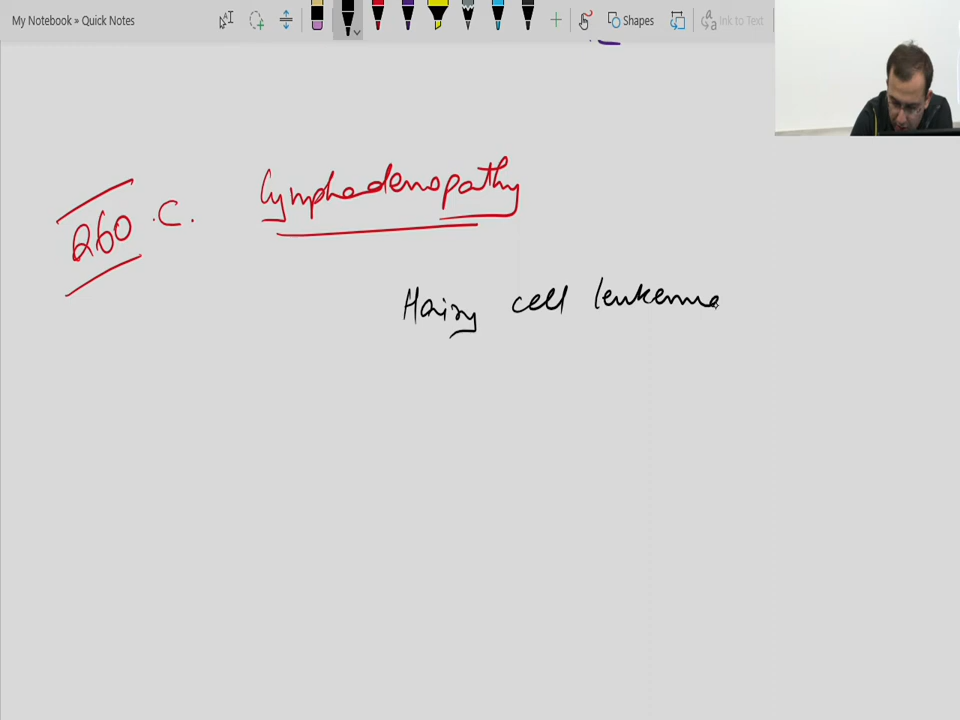 My Notebook » Quick Notes
Shapes
Ink to Text
260 .C. Lymphadenopathy
Hairy cell leukemia